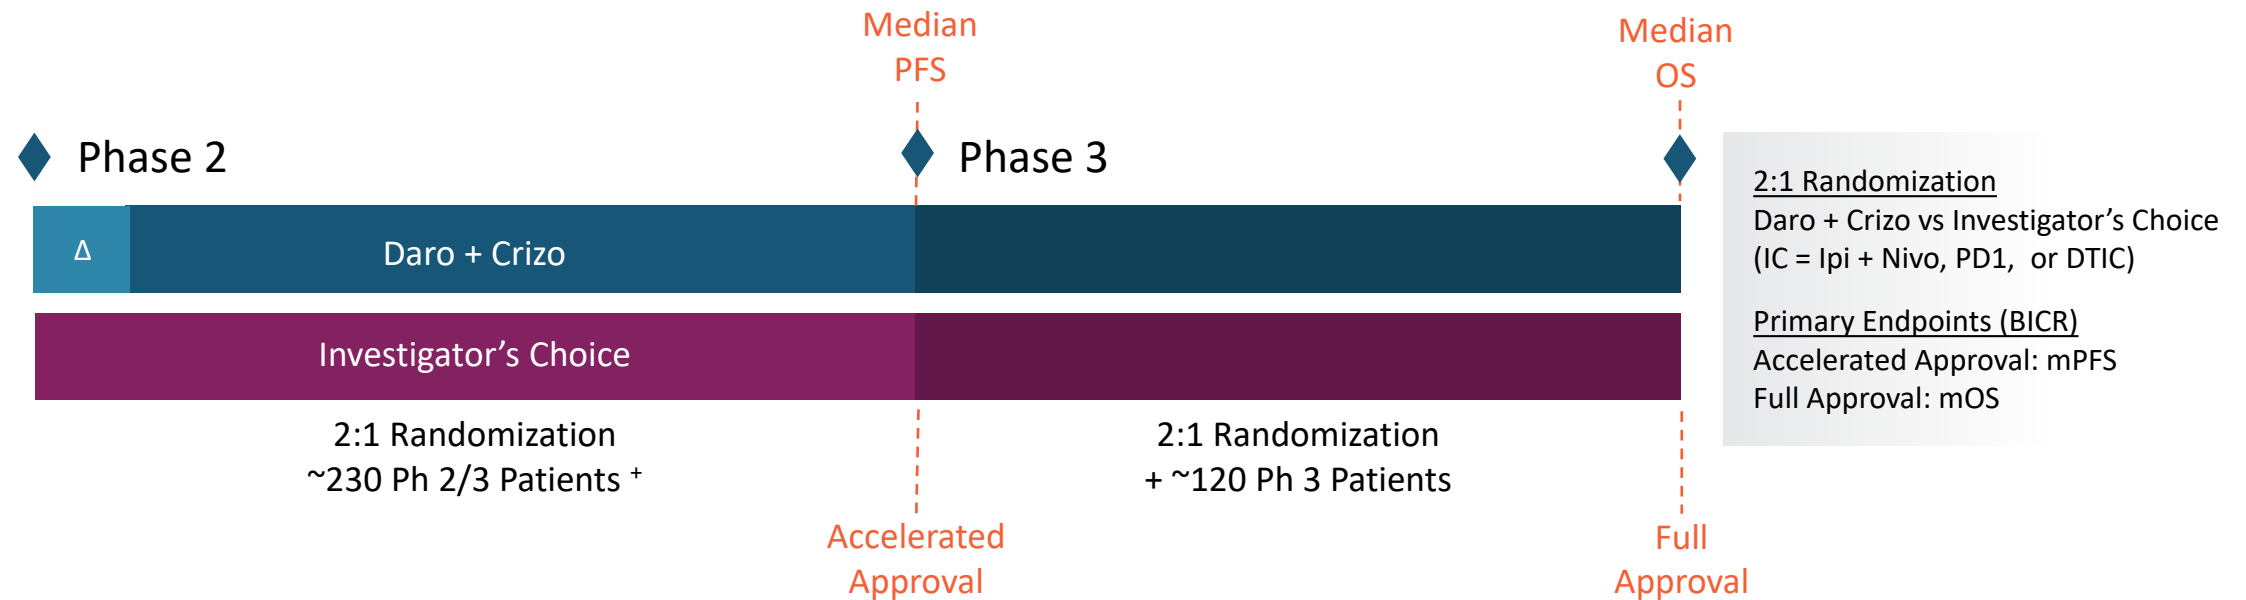 Median
PFS
Median
OS
Phase 2
Phase 3
Δ
Daro + Crizo
Investigator’s Choice
2:1 Randomization
~230 Ph 2/3 Patients ⁺
2:1 Randomization
+ ~120 Ph 3 Patients
Accelerated
Approval
Full
Approval
2:1 Randomization
Daro + Crizo vs Investigator’s Choice
(IC = Ipi + Nivo, PD1, or DTIC)
Primary Endpoints (BICR)
Accelerated Approval: mPFS
Full Approval: mOS